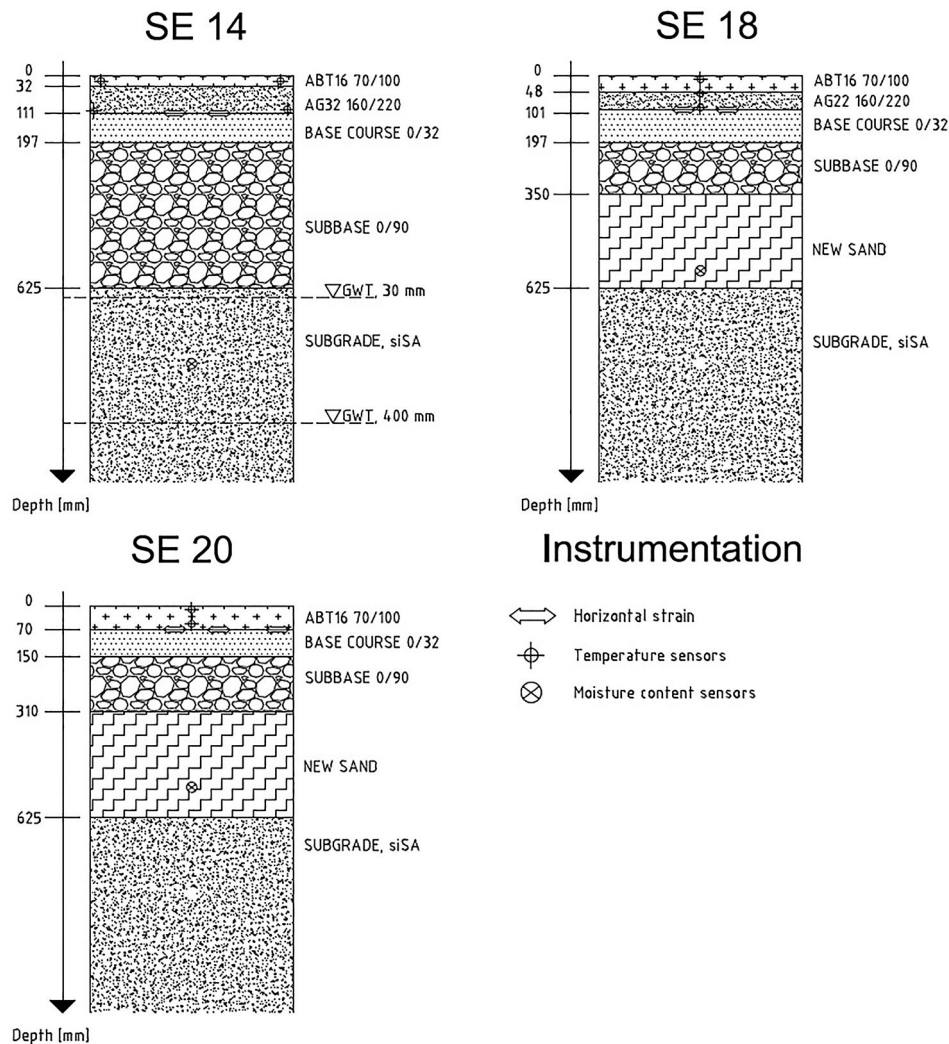 SE 14
0
32
111
197
625
ABT16 70/100
AG32 160/220
BASE COURSE 0/32
SUBBASE 0/90
GWT, 30 mm
SUBGRADE, siSA
GWT, 400 mm
Depth [mm]
SE 18
0
48
101
197
350
625
ABT16 70/100
AG22 160/220
BASE COURSE 0/32
SUBBASE 0/90
NEW SAND
SUBGRADE, siSA
Depth [mm]
SE 20
0
70
150
310
625
ABT16 70/100
BASE COURSE 0/32
SUBBASE 0/90
NEW SAND
SUBGRADE, siSA
Depth [mm]
Instrumentation
Horizontal strain
Temperature sensors
Moisture content sensors